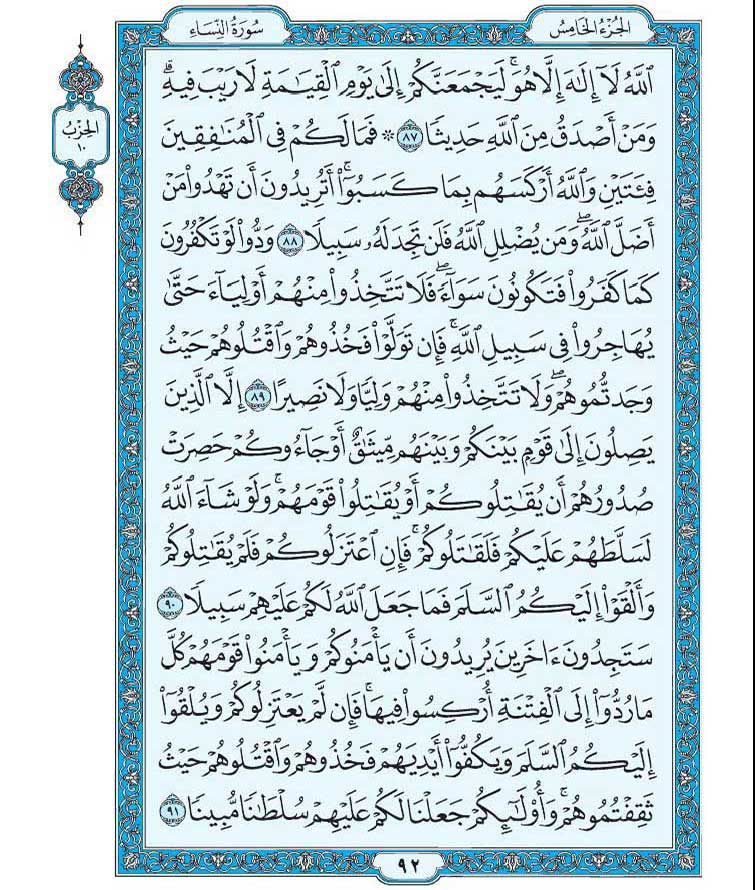 الجُزْءُ الخَامِسُ
سُورَةُ النِّسَاءِ
الحِزْبُ
١٠
ٱللَّهُ لَآ إِلَٰهَ إِلَّا هُوَۚ لَيَجْمَعَنَّكُمْ إِلَىٰ يَوْمِ ٱلْقِيَٰمَةِ لَا رَيْبَ فِيهِۗ
وَمَنْ أَصْدَقُ مِنَ ٱللَّهِ حَدِيثًا ٨٧ ۞ فَمَا لَكُمْ فِى ٱلْمُنَٰفِقِينَ
فِئَتَيْنِ وَٱللَّهُ أَرْكَسَهُم بِمَا كَسَبُوٓا۟ۚ أَتُرِيدُونَ أَن تَهْدُوا۟ مَنْ
أَضَلَّ ٱللَّهُۖ وَمَن يُضْلِلِ ٱللَّهُ فَلَن تَجِدَ لَهُۥ سَبِيلًا ٨٨ وَدُّوا۟ لَوْ تَكْفُرُونَ
كَمَا كَفَرُوا۟ فَتَكُونُونَ سَوَآءًۖ فَلَا تَتَّخِذُوا۟ مِنْهُمْ أَوْلِيَآءَ حَتَّىٰ
يُهَاجِرُوا۟ فِى سَبِيلِ ٱللَّهِۚ فَإِن تَوَلَّوْا۟ فَخُذُوهُمْ وَٱقْتُلُوهُمْ حَيْثُ
وَجَدتُّمُوهُمْۖ وَلَا تَتَّخِذُوا۟ مِنْهُمْ وَلِيًّا وَلَا نَصِيرًا ٨٩ إِلَّا ٱلَّذِينَ
يَصِلُونَ إِلَىٰ قَوْمٍۭ بَيْنَكُمْ وَبَيْنَهُم مِّيثَٰقٌ أَوْ جَآءُوكُمْ حَصِرَتْ
صُدُورُهُمْ أَن يُقَٰتِلُوكُمْ أَوْ يُقَٰتِلُوا۟ قَوْمَهُمْۚ وَلَوْ شَآءَ ٱللَّهُ
لَسَلَّطَهُمْ عَلَيْكُمْ فَلَقَٰتَلُوكُمْۚ فَإِنِ ٱعْتَزَلُوكُمْ فَلَمْ يُقَٰتِلُوكُمْ
وَأَلْقَوْا۟ إِلَيْكُمُ ٱلسَّلَمَ فَمَا جَعَلَ ٱللَّهُ لَكُمْ عَلَيْهِمْ سَبِيلًا ٩٠
سَتَجِدُونَ ءَاخَرِينَ يُرِيدُونَ أَن يَأْمَنُوكُمْ وَيَأْمَنُوا۟ قَوْمَهُمْ كُلَّ
مَا رُدُّوٓا۟ إِلَى ٱلْفِتْنَةِ أُرْكِسُوا۟ فِيهَاۚ فَإِن لَّمْ يَعْتَزِلُوكُمْ وَيُلْقُوٓا۟
إِلَيْكُمُ ٱلسَّلَمَ وَيَكُفُّوٓا۟ أَيْدِيَهُمْ فَخُذُوهُمْ وَٱقْتُلُوهُمْ حَيْثُ
ثَقِفْتُمُوهُمْۚ وَأُو۟لَٰٓئِكُمْ جَعَلْنَا لَكُمْ عَلَيْهِمْ سُلْطَٰنًا مُّبِينًا ٩١
٩٢